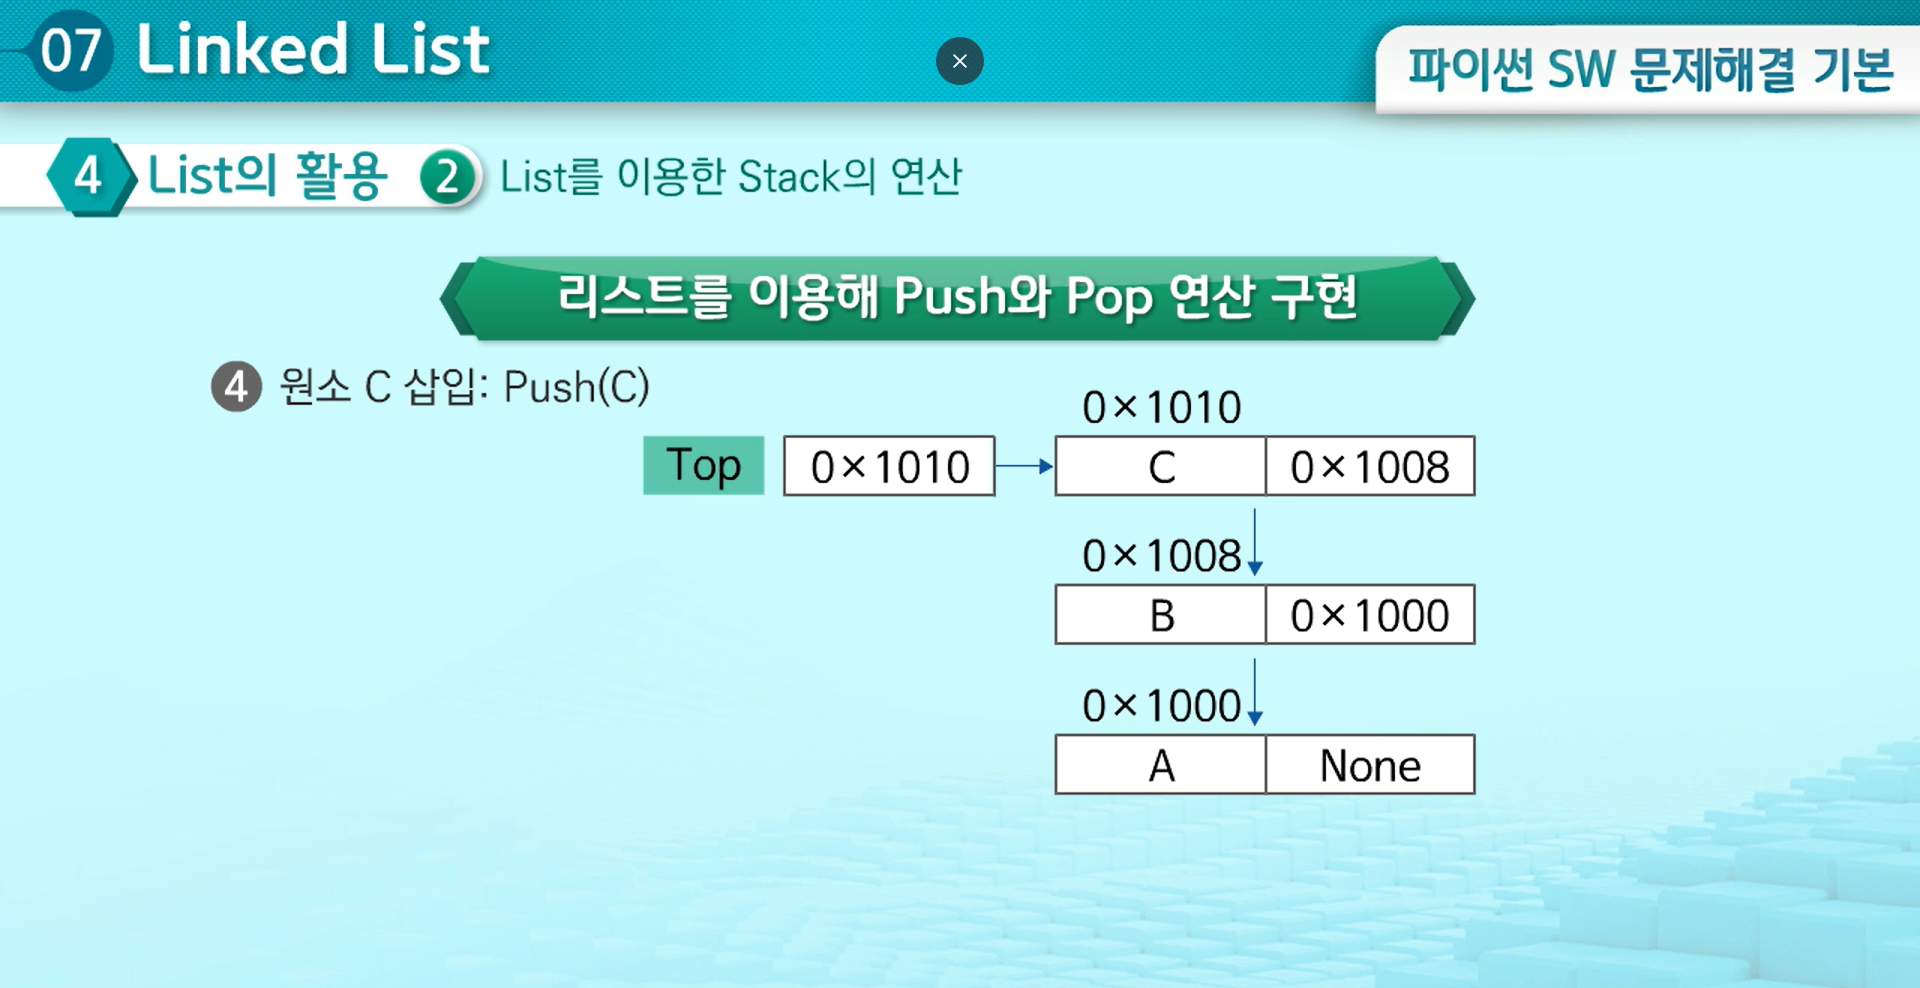 07 Linked List
파이썬 SW 문제해결 기본
4 List의 활용 2 List를 이용한 Stack의 연산
리스트를 이용해 Push와 Pop 연산 구현
4 원소 C 삽입: Push(C)
0×1010
Top 0×1010 C 0×1008
0×1008
B 0×1000
0×1000
A None